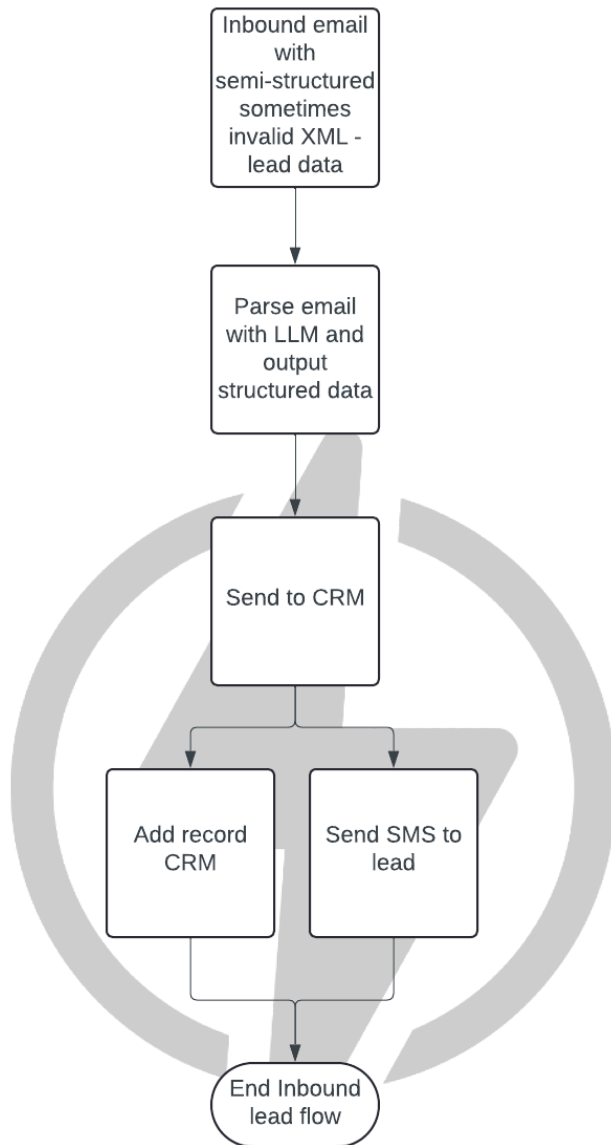 Inbound email
with
semi-structured
sometimes
invalid XML -
lead data
Parse email
with LLM and
output
structured data
Send to CRM
Add record
CRM
Send SMS to
lead
End Inbound
lead flow